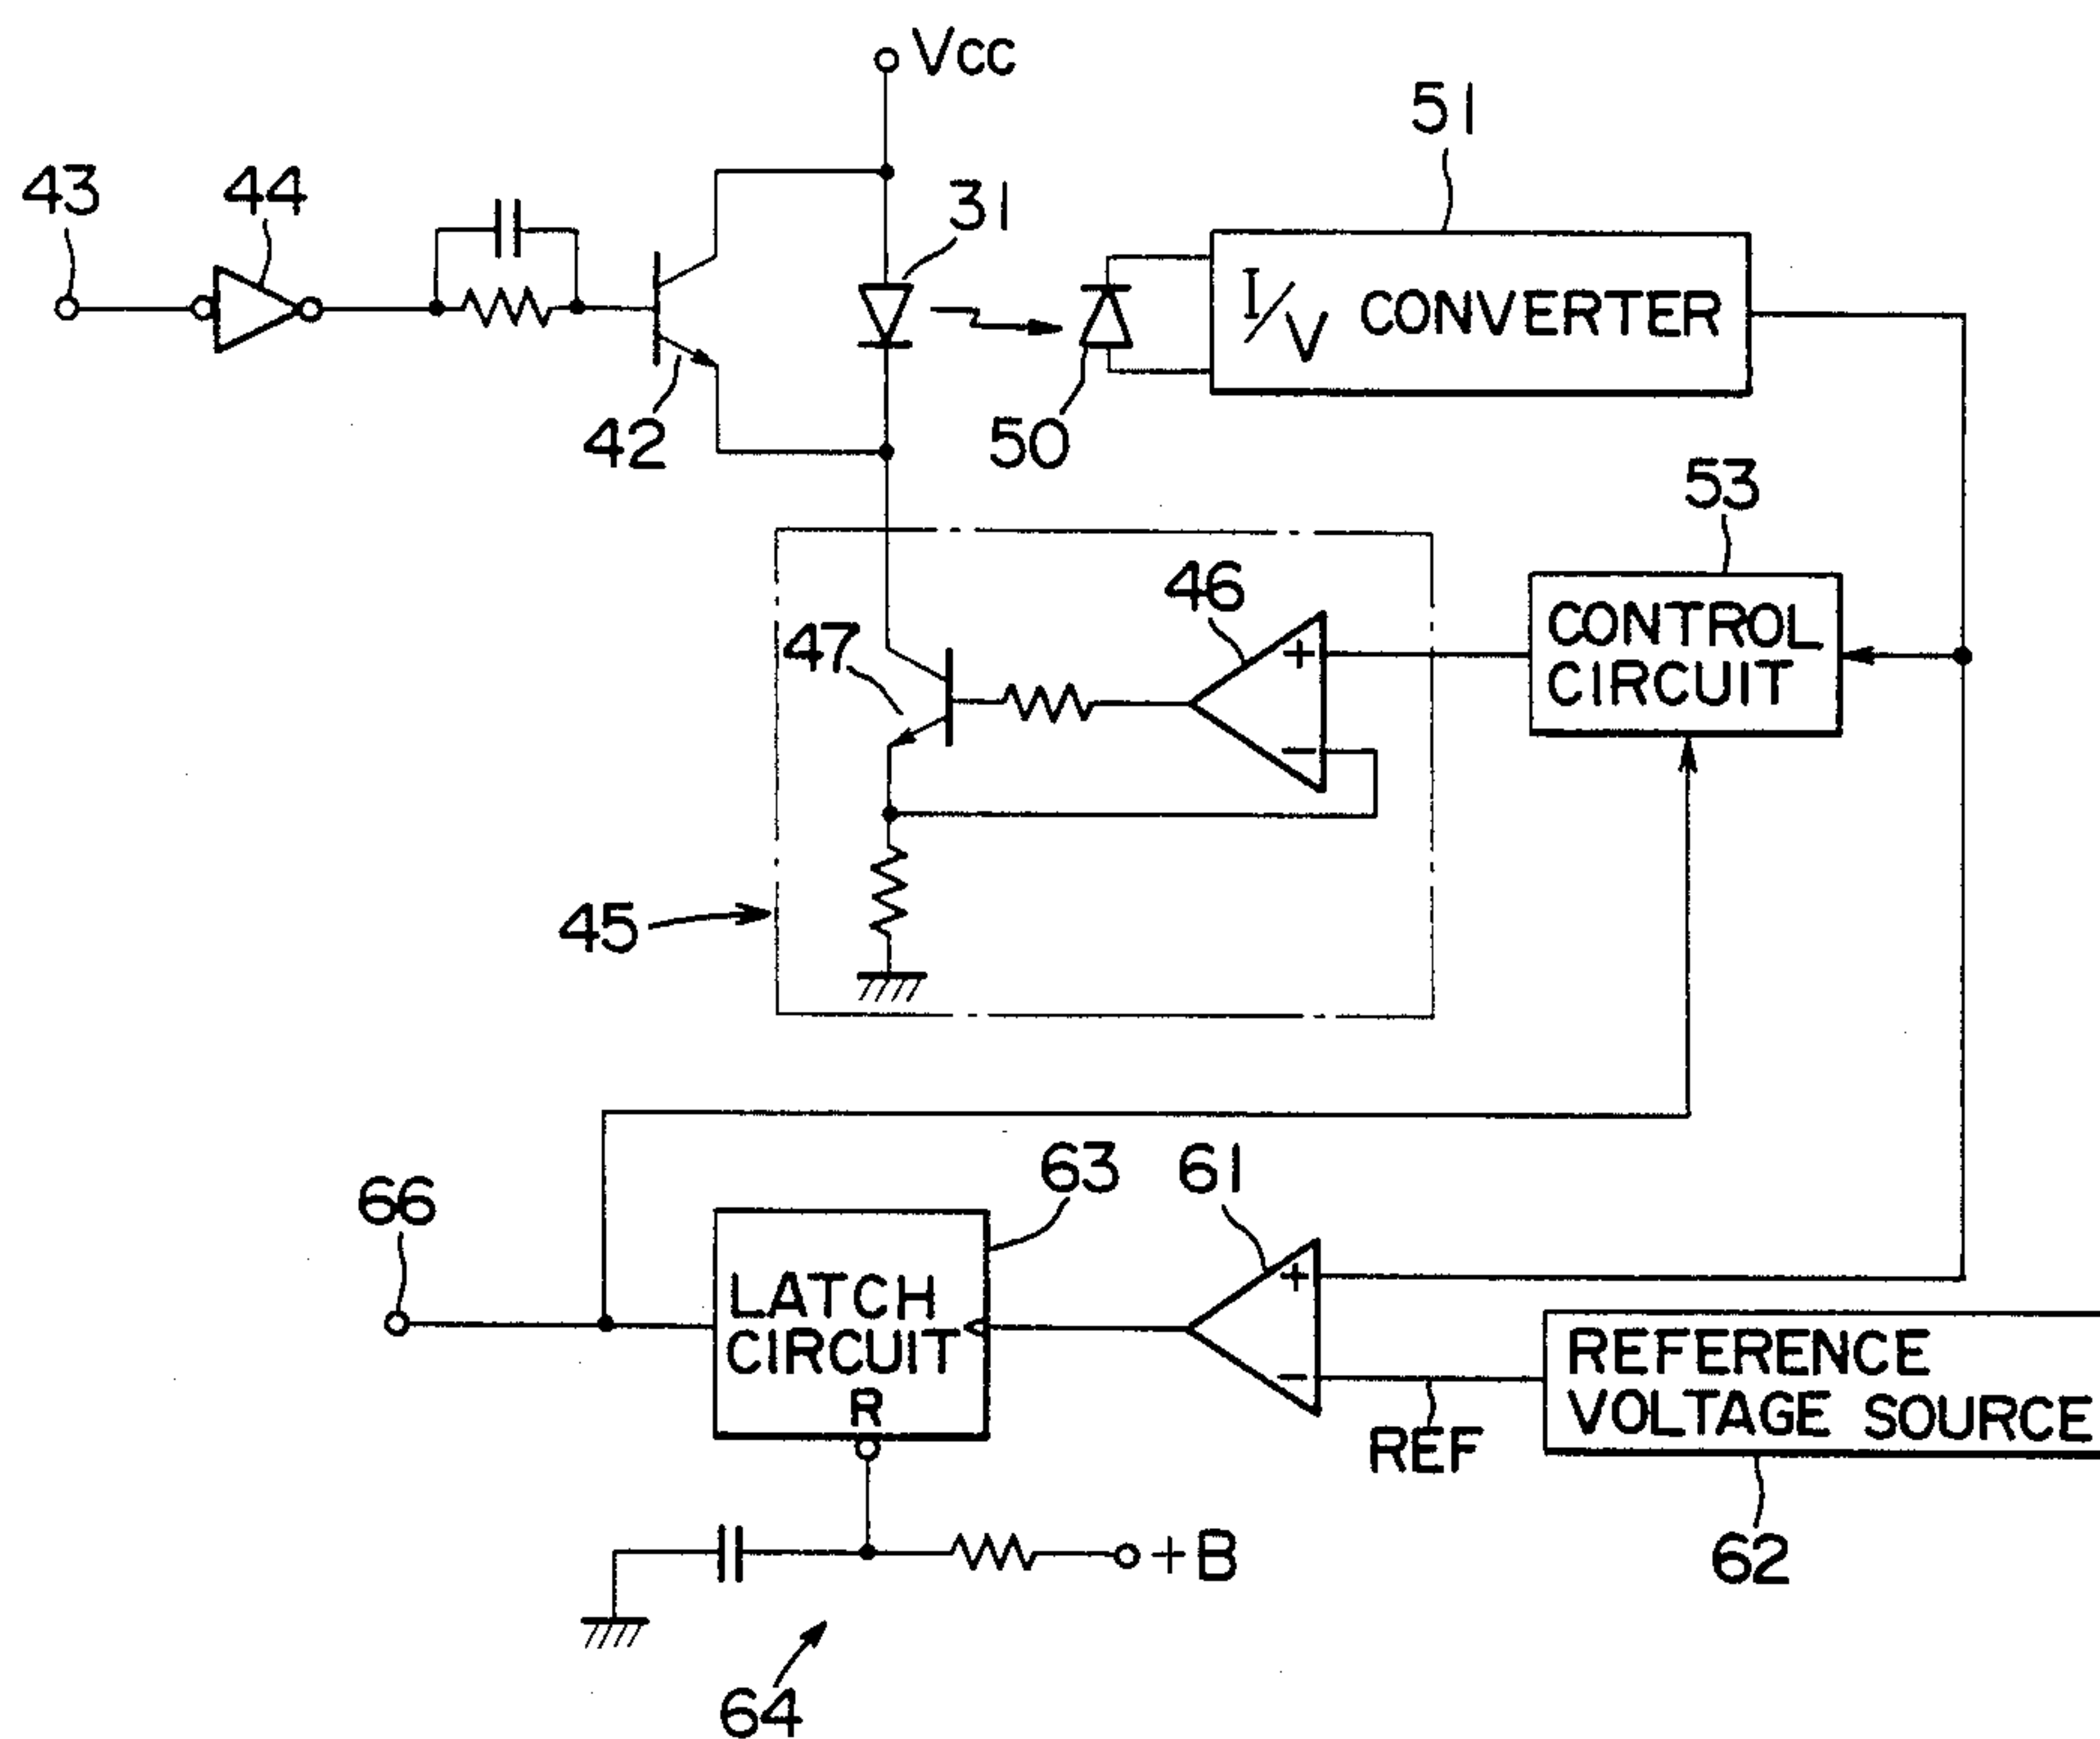 Vcc
51
43
44
31
I/V CONVERTER
42
50
53
46
CONTROL
CIRCUIT
47
+
−
45
63
61
66
LATCH
CIRCUIT
R
+
−
REFERENCE
VOLTAGE SOURCE
REF
+B
62
64